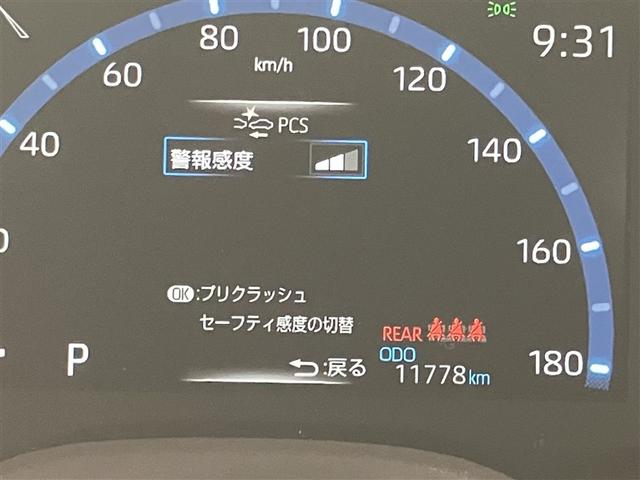 9:31
80
100
km/h
60
120
PCS
40
警報感度
140
160
OK:プリクラッシュ
セーフティ感度の切替
REAR
P
ODO
180
:戻る
11778km